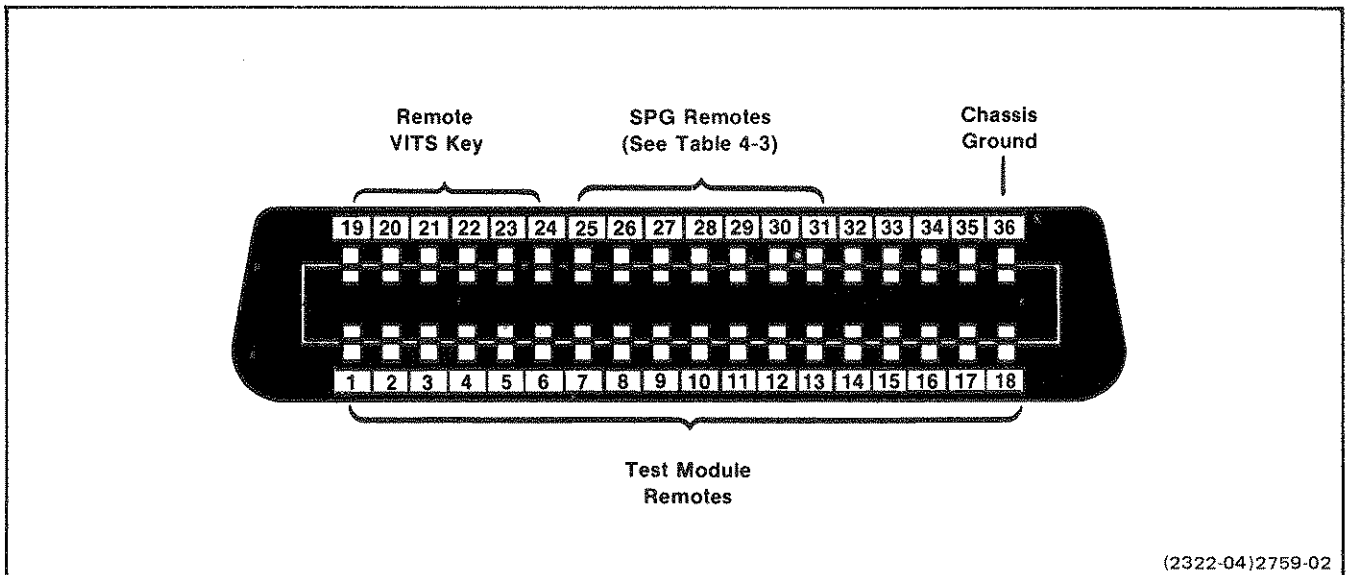 Remote
VITS Key
SPG Remotes
(See Table 4-3)
Chassis
Ground
19 20 21 22 23 24 25 26 27 28 29 30 31 32 33 34 35 36
1 2 3 4 5 6 7 8 9 10 11 12 13 14 15 16 17 18
Test Module
Remotes
(2322-04)2759-02